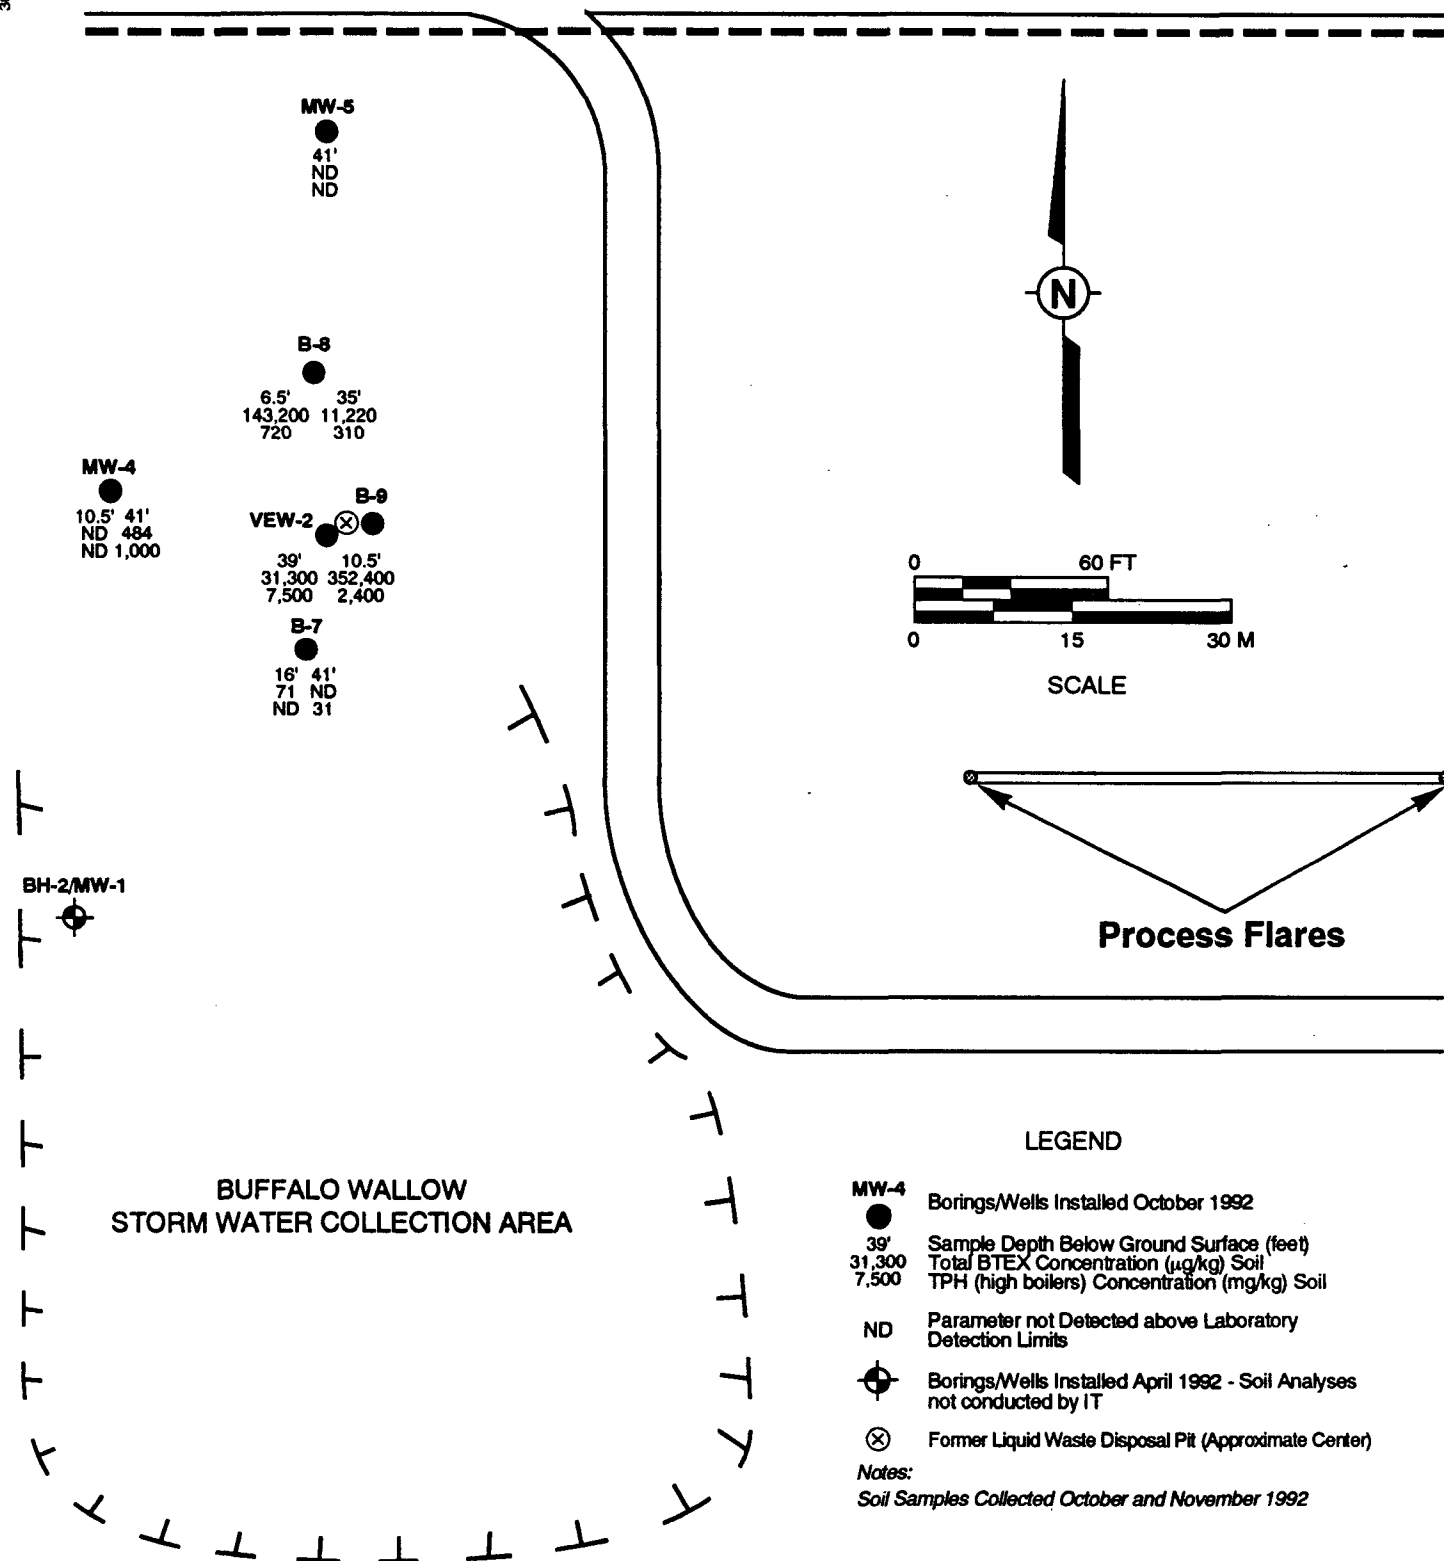 MW-5
41'
ND
ND
B-8
6.5' 35'
143,200 11,220
720 310
MW-4
10.5' 41'
ND 484
ND 1,000
B-9
VEW-2
39' 10.5'
31,300 352,400
7,500 2,400
B-7
16' 41'
71 ND
ND 31
N
0 60 FT
0 15 30 M
SCALE
BH-2/MW-1
Process Flares
BUFFALO WALLOW
STORM WATER COLLECTION AREA
LEGEND
MW-4
Borings/Wells Installed October 1992
39' Sample Depth Below Ground Surface (feet)
31,300 Total BTEX Concentration (µg/kg) Soil
7,500 TPH (high boilers) Concentration (mg/kg) Soil
ND Parameter not Detected above Laboratory
Detection Limits
Borings/Wells Installed April 1992 - Soil Analyses
not conducted by IT
Former Liquid Waste Disposal Pit (Approximate Center)
Notes:
Soil Samples Collected October and November 1992